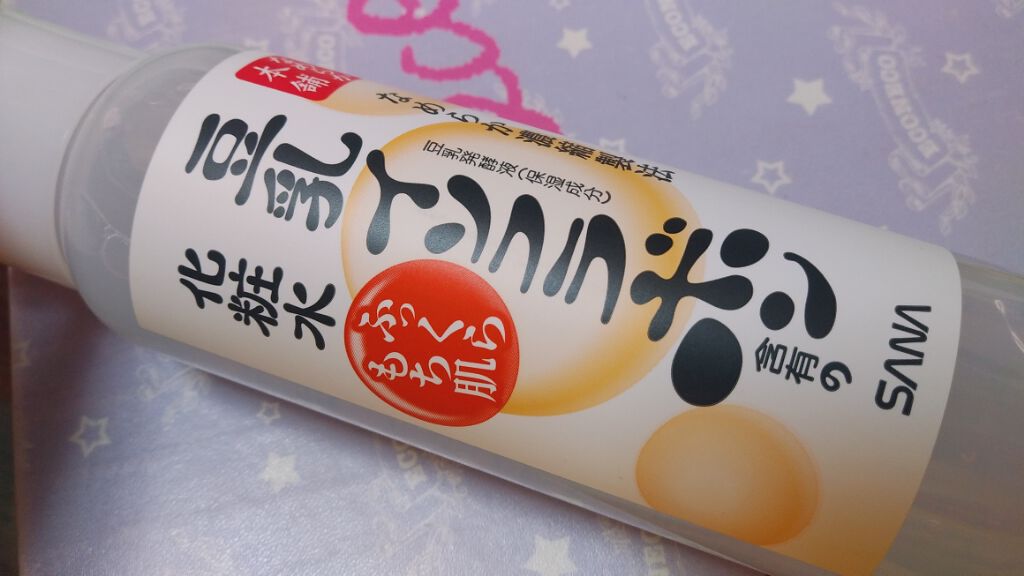 なめらか
本舗
なめらか濃縮製法
豆乳発酵液(保湿成分)
豆乳イソフラボン
含有の
化粧水
ふっくら
もち肌
SANA